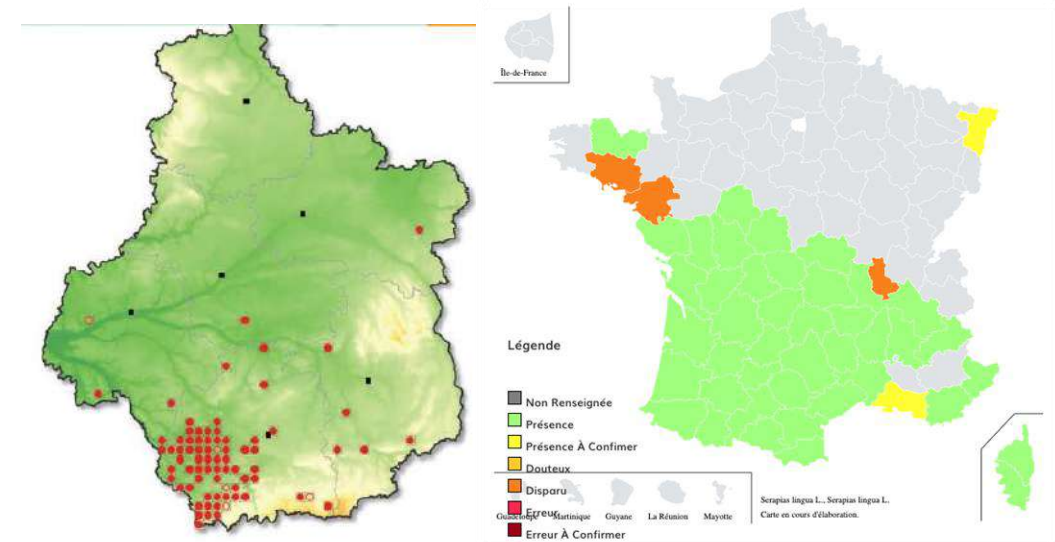 Île-de-France
Légende
Non Renseignée
Présence
Présence À Confimer
Douteux
Disparu
Erreur
Erreur À Confirmer
Guadeloupe
Martinique
Guyane
La Réunion
Mayotte
Serapias lingua L., Serapias lingua L.
Carte en cours d'élaboration.